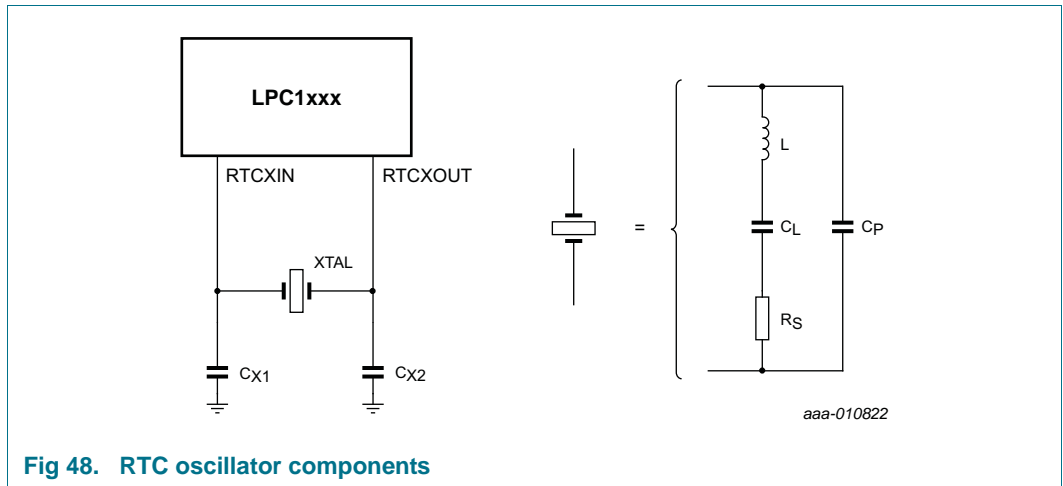 LPC1xxx
RTCXIN
RTCXOUT
XTAL
CX1
CX2
=
L
CL
CP
RS
aaa-010822
Fig 48. RTC oscillator components